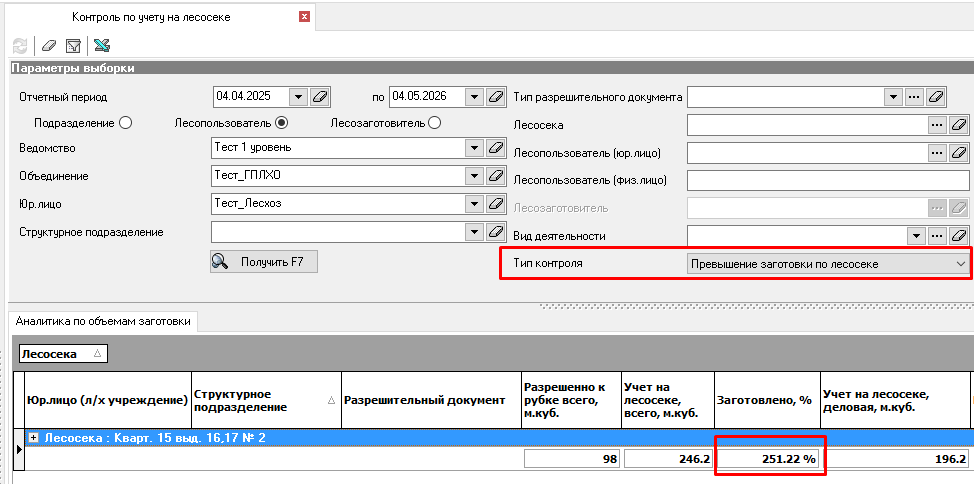 Контроль по учету на лесосеке
Параметры выборки
Отчетный период 04.04.2025 по 04.05.2026
Подразделение Лесопользователь Лесозаготовитель
Ведомство Тест 1 уровень
Объединение Тест_ГПЛХО
Юр.лицо Тест_Лесхоз
Структурное подразделение
Получить F7
Тип разрешительного документа
Лесосека
Лесопользователь (юр.лицо)
Лесопользователь (физ.лицо)
Лесозаготовитель
Вид деятельности
Тип контроля Превышение заготовки по лесосеке
Аналитика по объемам заготовки
Лесосека
Юр.лицо (л/х учреждение)
Структурное
подразделение
Разрешительный документ
Разрешенно к
рубке всего,
м.куб.
Учет на
лесосеке,
всего, м.куб.
Заготовлено, %
Учет на лесосеке,
деловая, м.куб.
Лесосека : Кварт. 15 выд. 16,17 № 2
98 246.2 251.22 % 196.2